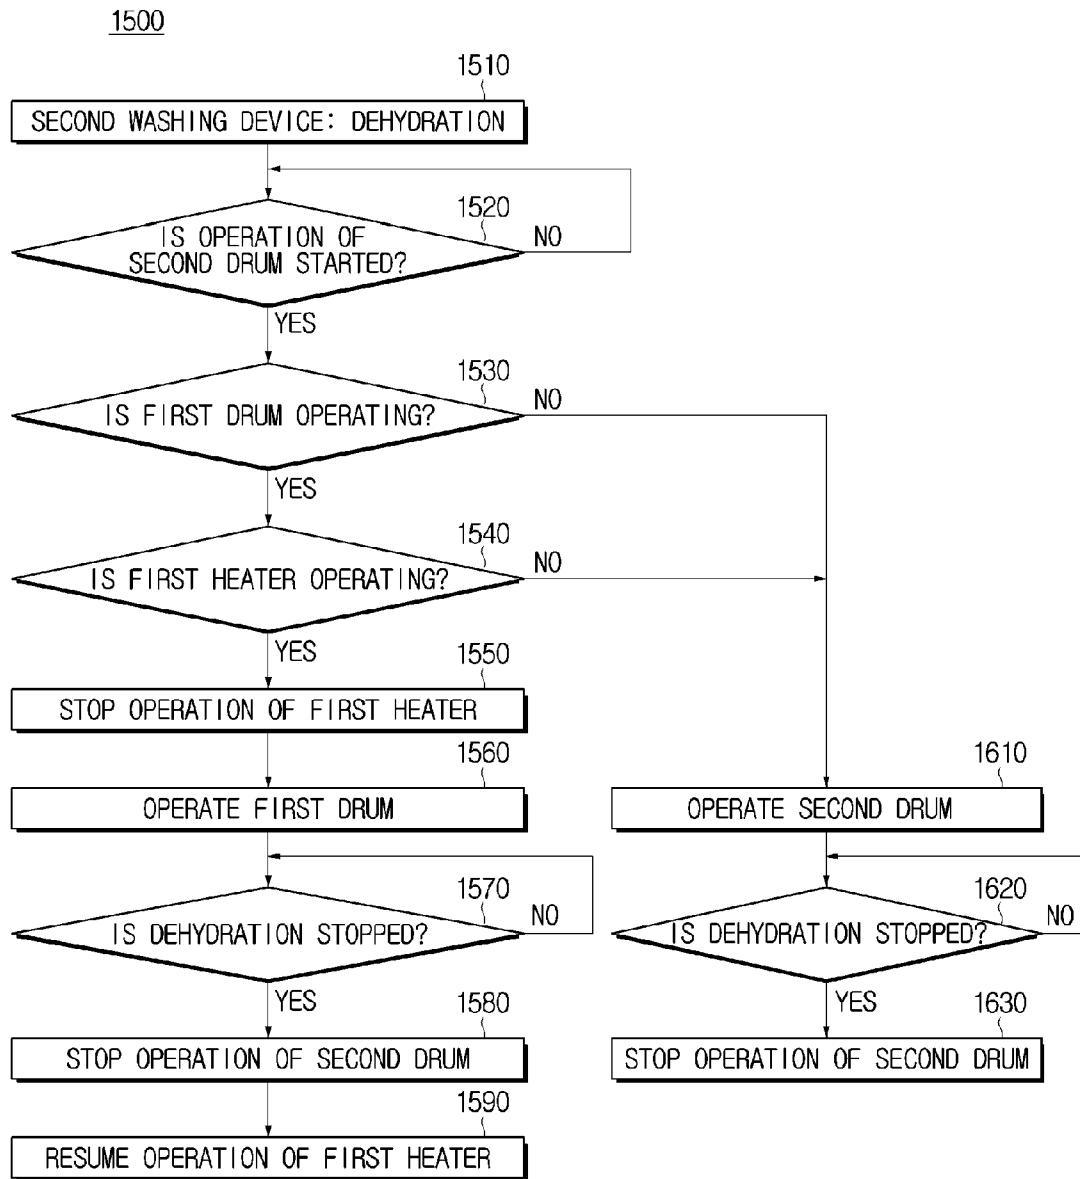 1500
1510
SECOND WASHING DEVICE: DEHYDRATION
1520
IS OPERATION OF
SECOND DRUM STARTED?
NO
YES
1530
IS FIRST DRUM OPERATING?
NO
YES
1540
IS FIRST HEATER OPERATING?
NO
YES
1550
STOP OPERATION OF FIRST HEATER
1560
OPERATE FIRST DRUM
1570
IS DEHYDRATION STOPPED?
NO
YES
1580
STOP OPERATION OF SECOND DRUM
1590
RESUME OPERATION OF FIRST HEATER
1610
OPERATE SECOND DRUM
1620
IS DEHYDRATION STOPPED?
NO
YES
1630
STOP OPERATION OF SECOND DRUM